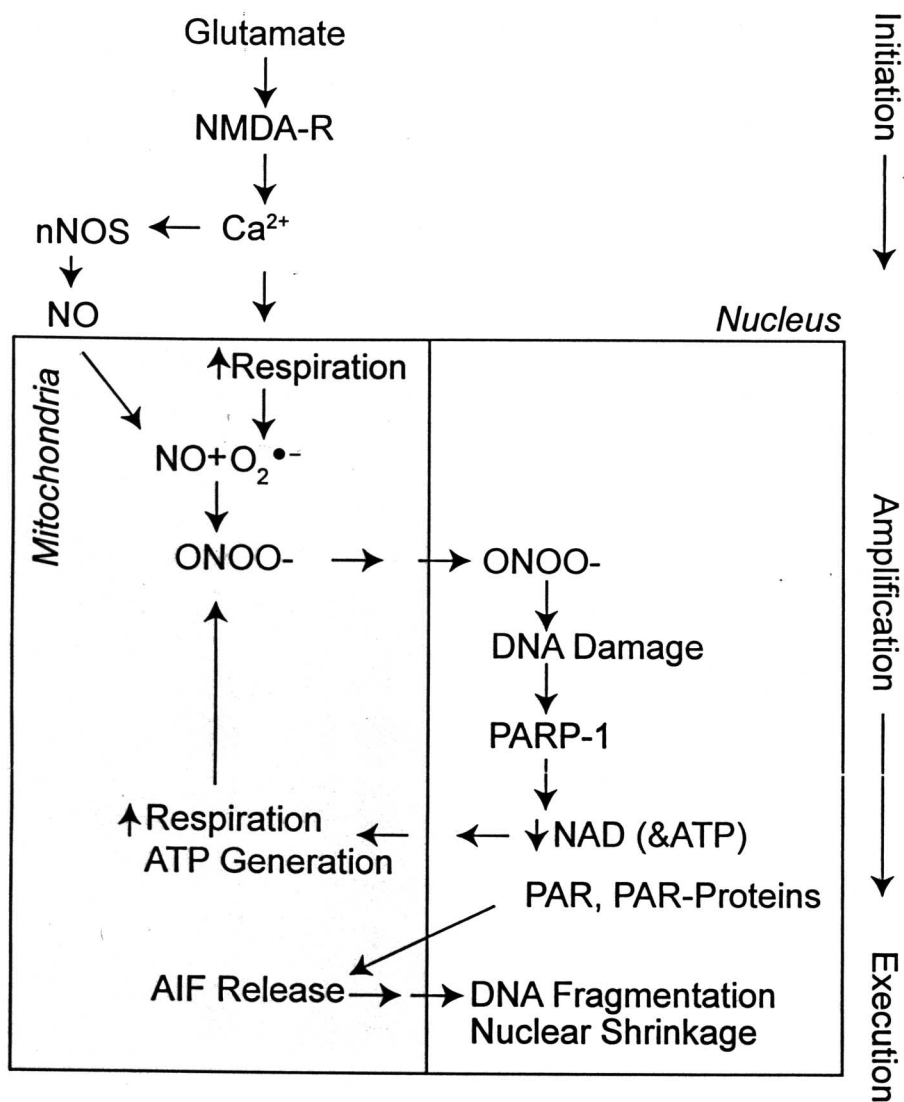 Glutamate
NMDA-R
nNOS
Ca²⁺
NO
Initiation
Nucleus
Mitochondria
Respiration
NO+O₂•−
ONOO-
ONOO-
DNA Damage
PARP-1
Amplification
Respiration
ATP Generation
NAD (&ATP)
PAR, PAR-Proteins
AIF Release
DNA Fragmentation
Nuclear Shrinkage
Execution